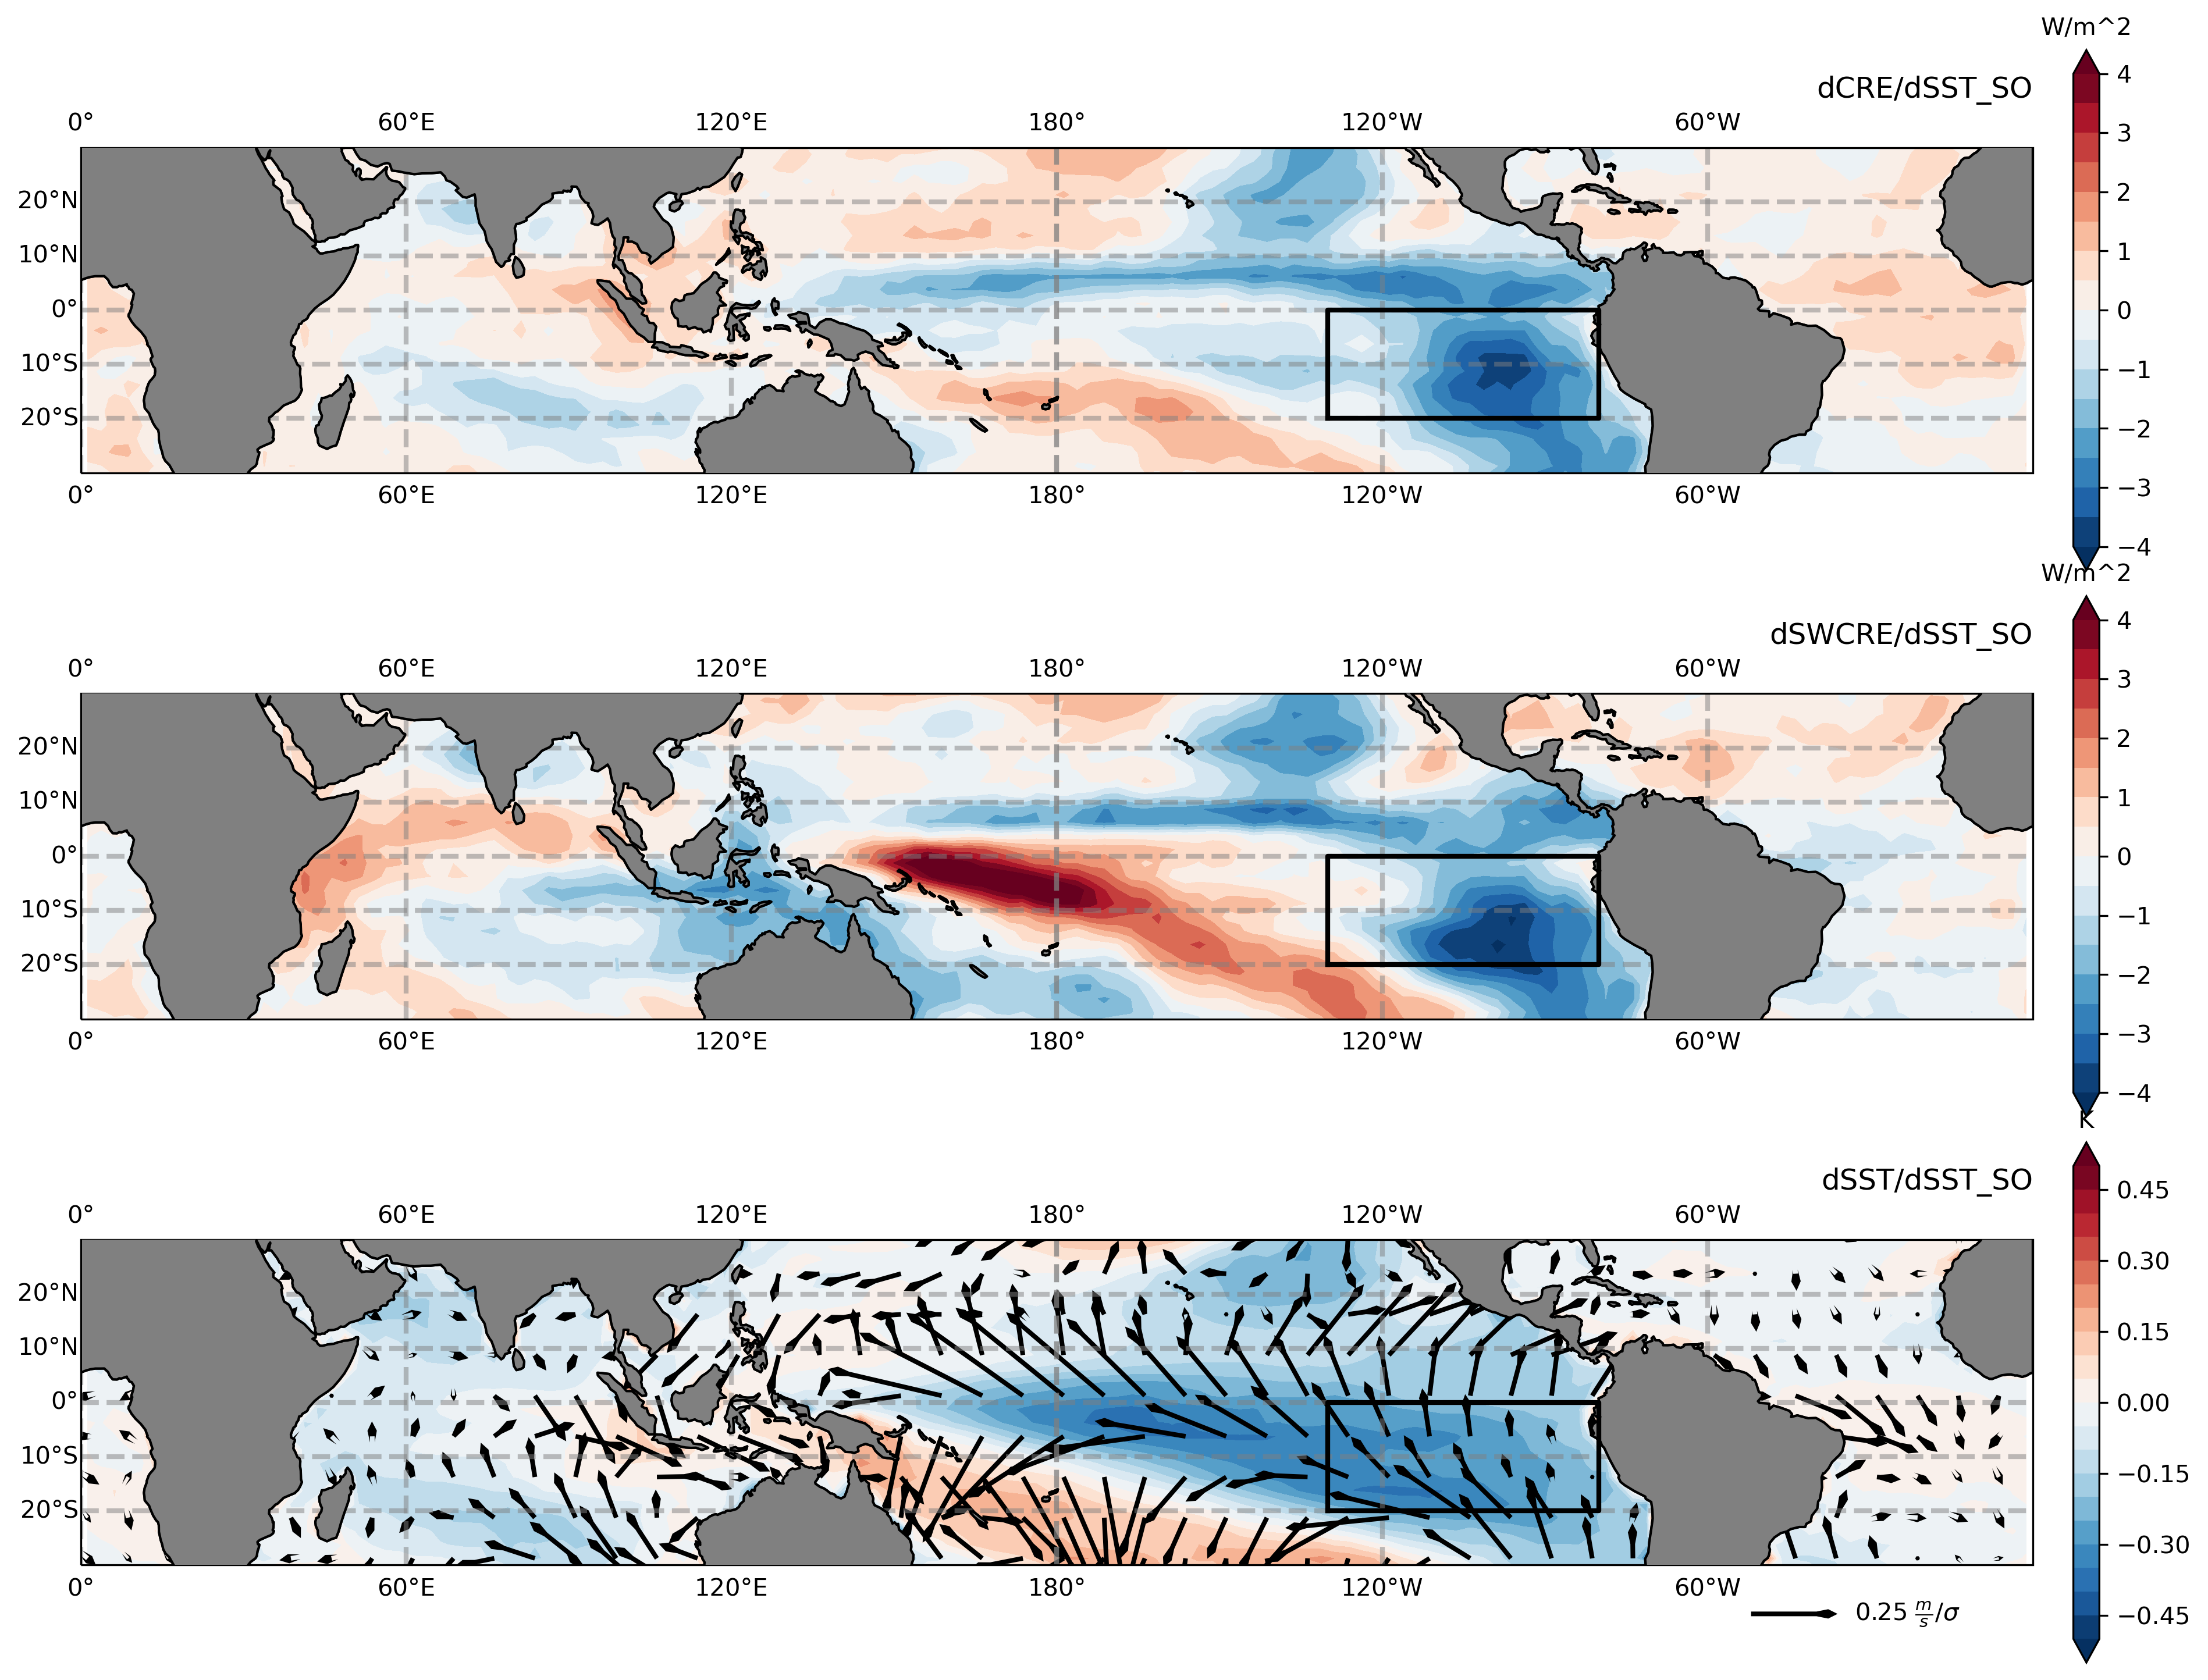 W/m^2
dCRE/dSST_SO
0° 60°E 120°E 180° 120°W 60°W
4
3
2
1
0
−1
−2
−3
−4
20°N
10°N
0°
10°S
20°S
0° 60°E 120°E 180° 120°W 60°W
W/m^2
dSWCRE/dSST_SO
0° 60°E 120°E 180° 120°W 60°W
4
3
2
1
0
−1
−2
−3
−4
20°N
10°N
0°
10°S
20°S
0° 60°E 120°E 180° 120°W 60°W
K
dSST/dSST_SO
0° 60°E 120°E 180° 120°W 60°W
0.45
0.30
0.15
0.00
−0.15
−0.30
−0.45
20°N
10°N
0°
10°S
20°S
0° 60°E 120°E 180° 120°W 60°W
0.25 m/s/σ